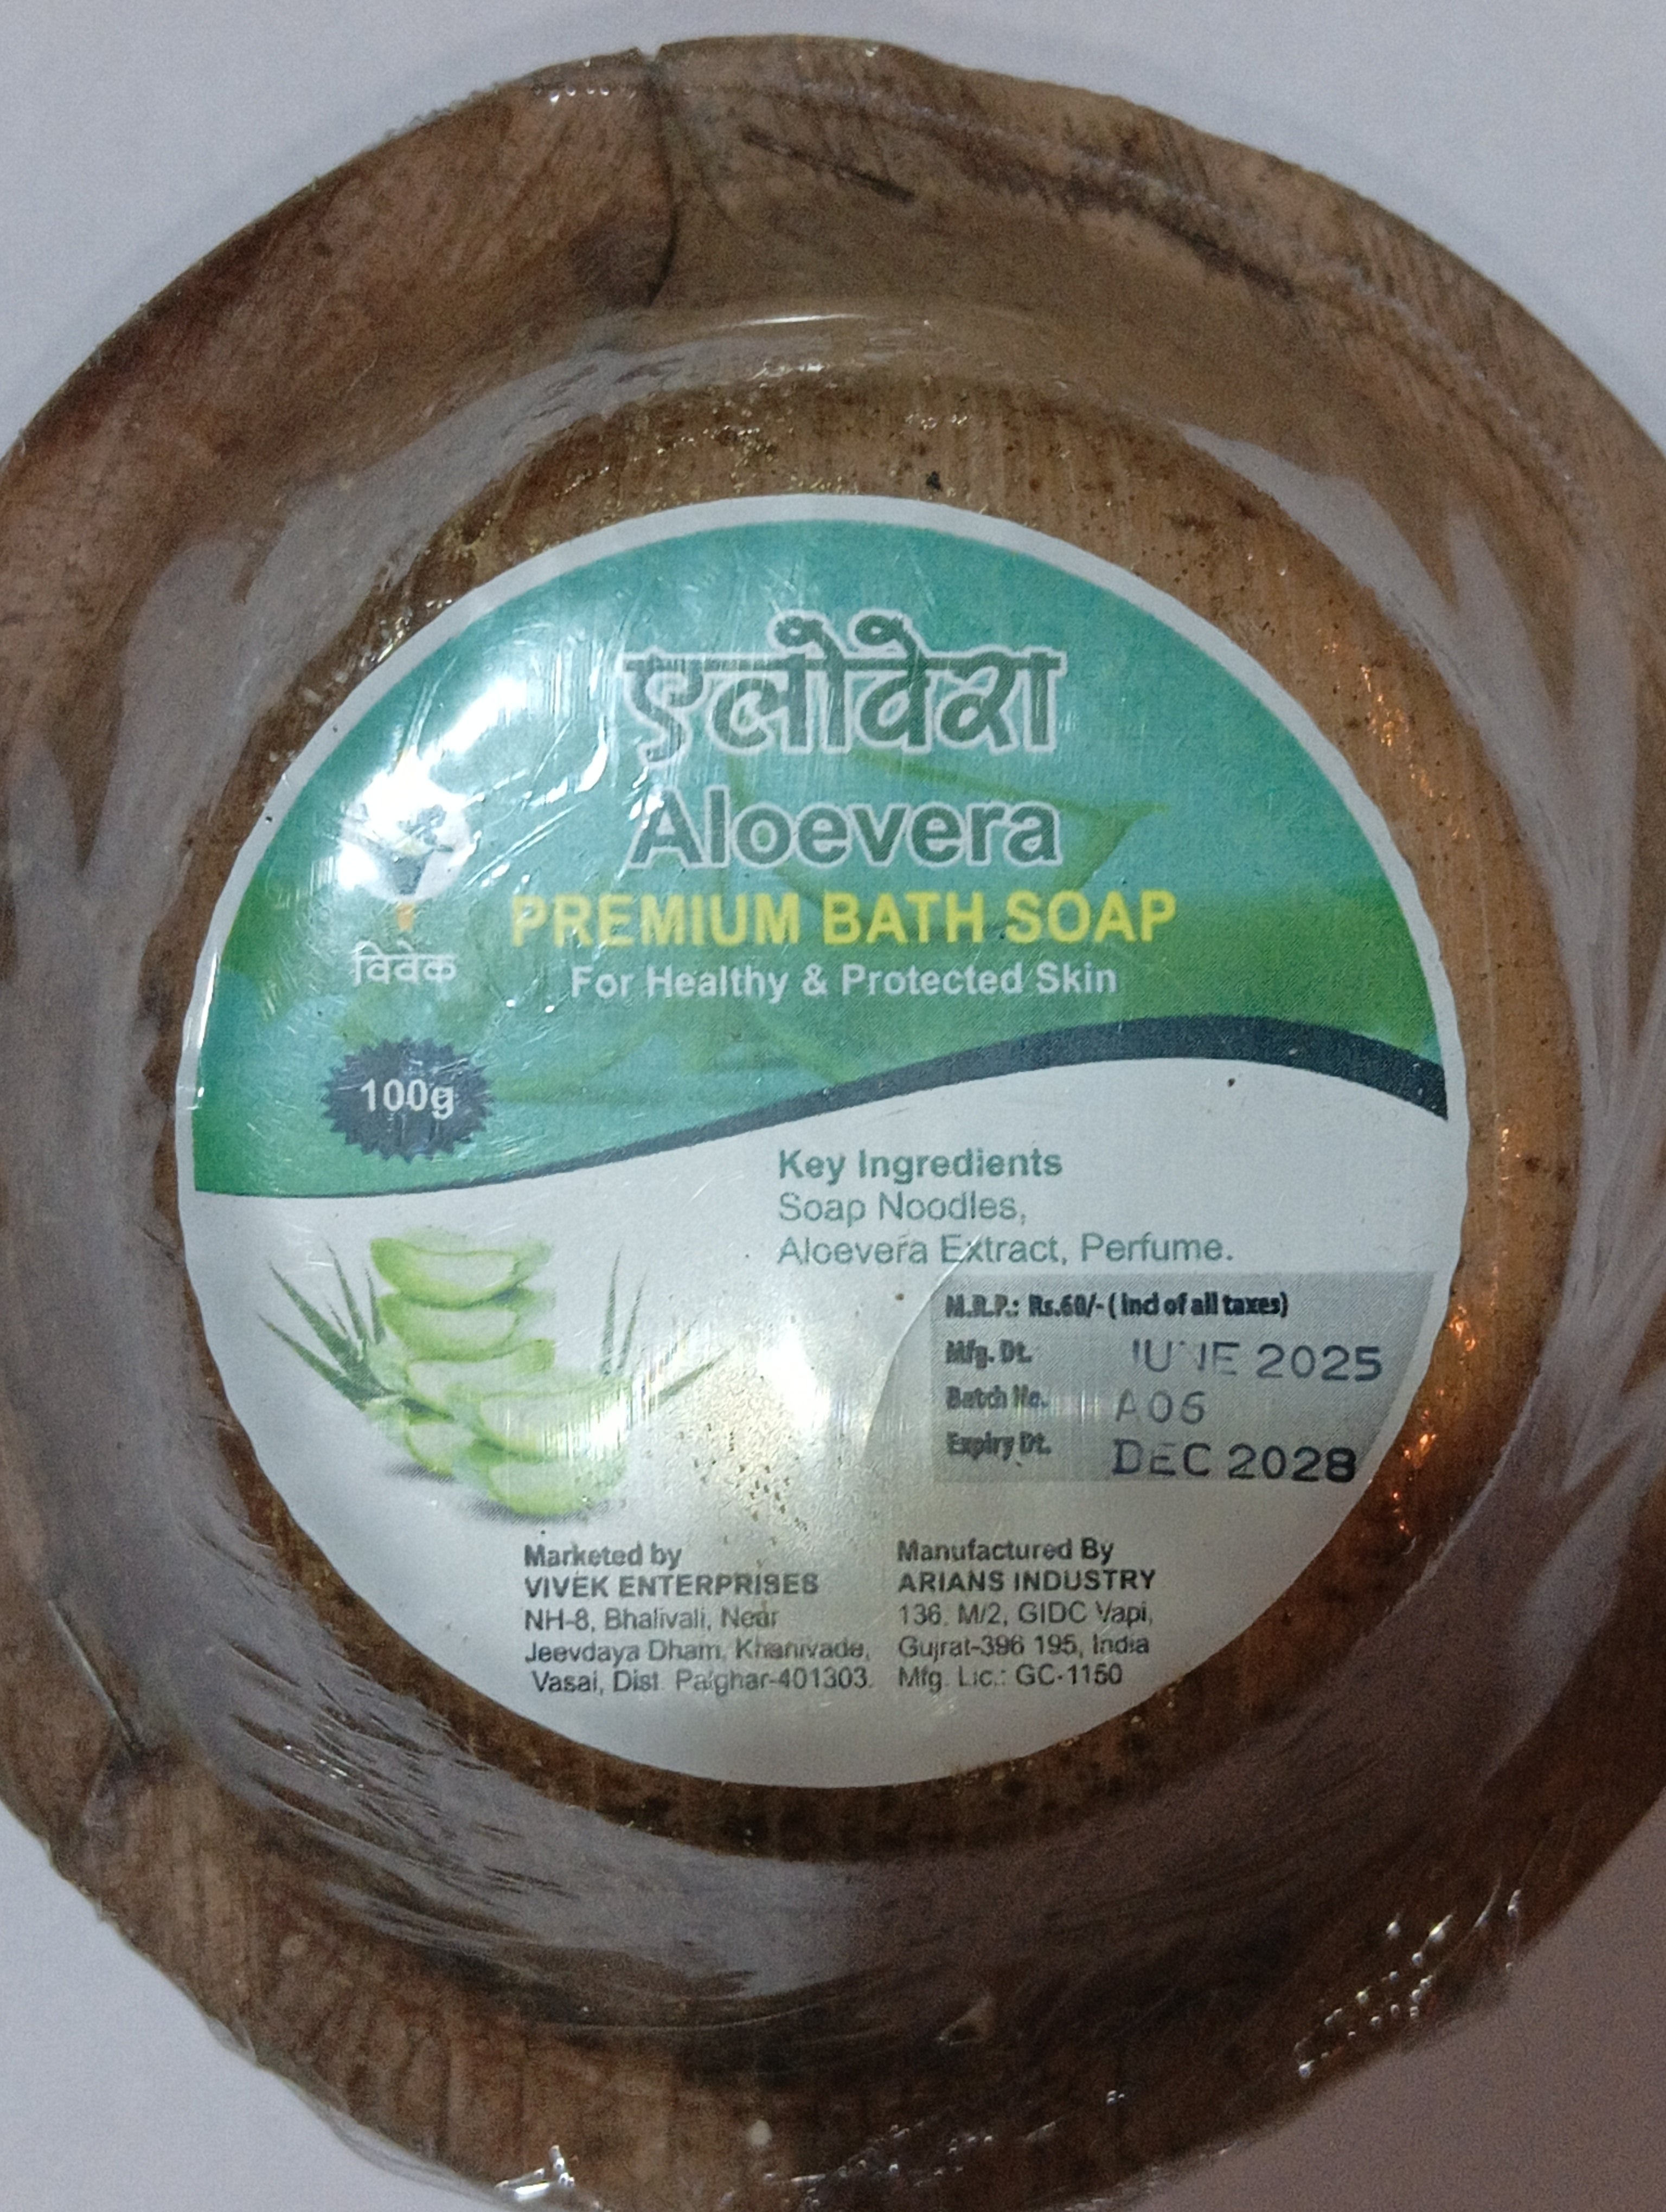 एलोवेरा
Aloevera
PREMIUM BATH SOAP
For Healthy & Protected Skin
विवेक
100g
Key Ingredients
Soap Noodles,
Aloevera Extract, Perfume.
M.R.P.: Rs.60/- ( incl of all taxes)
Mfg. Dt. JUNE 2025
Batch No. A06
Expiry Dt. DEC 2028
Marketed by
VIVEK ENTERPRISES
NH-8, Bhalivali, Near
Jeevdaya Dham, Khanivade,
Vasai, Dist. Palghar-401303.
Manufactured By
ARIANS INDUSTRY
136, M/2, GIDC Vapi,
Gujrat-396 195, India
Mfg. Lic.: GC-1160